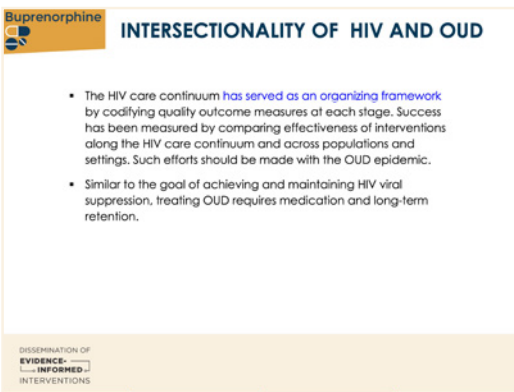 Buprenorphine
INTERSECTIONALITY OF HIV AND OUD
▪ The HIV care continuum has served as an organizing framework
by codifying quality outcome measures at each stage. Success
has been measured by comparing effectiveness of interventions
along the HIV care continuum and across populations and
settings. Such efforts should be made with the OUD epidemic.
▪ Similar to the goal of achieving and maintaining HIV viral
suppression, treating OUD requires medication and long-term
retention.
DISSEMINATION OF
EVIDENCE-
INFORMED
INTERVENTIONS